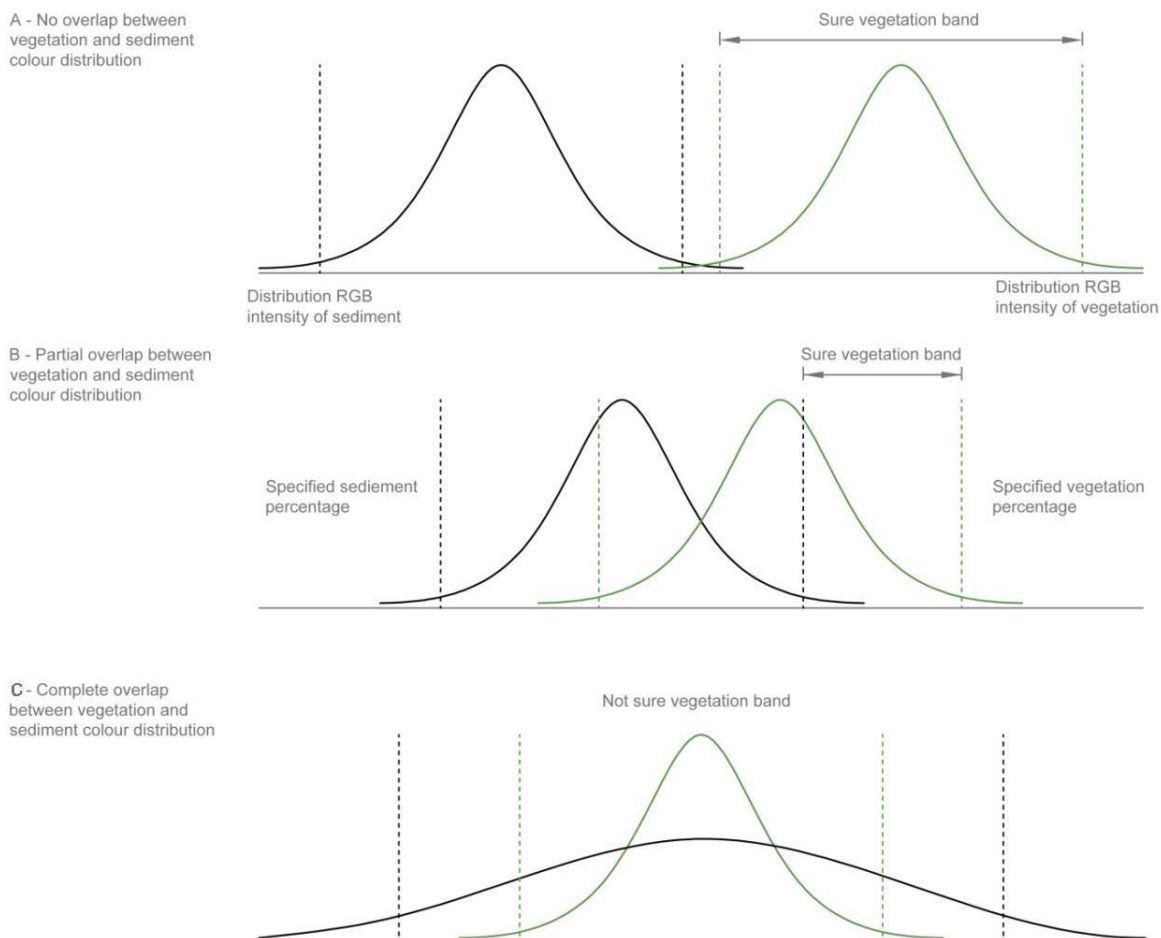 A - No overlap between
vegetation and sediment
colour distribution
Sure vegetation band
Distribution RGB
intensity of sediment
Distribution RGB
intensity of vegetation
B - Partial overlap between
vegetation and sediment
colour distribution
Sure vegetation band
Specified sediement
percentage
Specified vegetation
percentage
C - Complete overlap
between vegetation and
sediment colour distribution
Not sure vegetation band